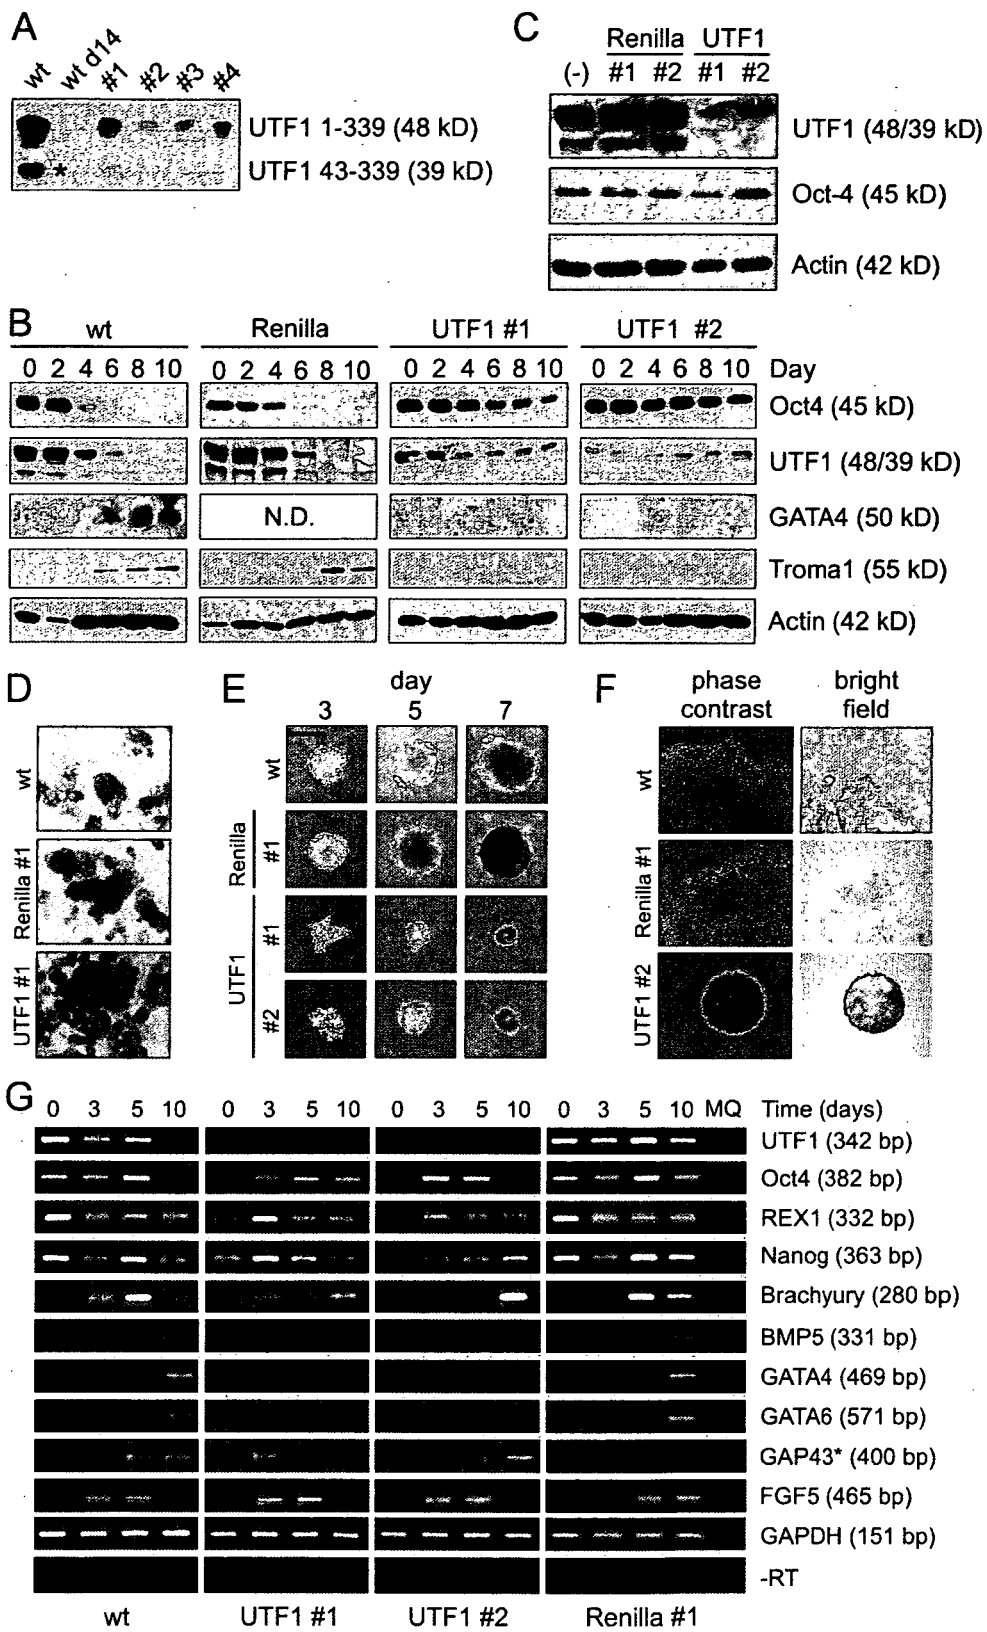 A
wt wt d14 #1 #2 #3 #4
UTF1 1-339 (48 kD)
*
UTF1 43-339 (39 kD)
C
Renilla UTF1
(-) #1 #2 #1 #2
UTF1 (48/39 kD)
Oct-4 (45 kD)
Actin (42 kD)
B
wt Renilla UTF1 #1 UTF1 #2
0 2 4 6 8 10 0 2 4 6 8 10 0 2 4 6 8 10 0 2 4 6 8 10 Day
Oct4 (45 kD)
UTF1 (48/39 kD)
N.D. GATA4 (50 kD)
Troma1 (55 kD)
Actin (42 kD)
D
wt
Renilla #1
UTF1 #1
E
day
3 5 7
wt
Renilla
#1
UTF1
#1
#2
F
phase contrast
bright field
wt
Renilla #1
UTF1 #2
G
0 3 5 10 0 3 5 10 0 3 5 10 0 3 5 10 MQ Time (days)
UTF1 (342 bp)
Oct4 (382 bp)
REX1 (332 bp)
Nanog (363 bp)
Brachyury (280 bp)
BMP5 (331 bp)
GATA4 (469 bp)
GATA6 (571 bp)
GAP43* (400 bp)
FGF5 (465 bp)
GAPDH (151 bp)
-RT
wt UTF1 #1 UTF1 #2 Renilla #1